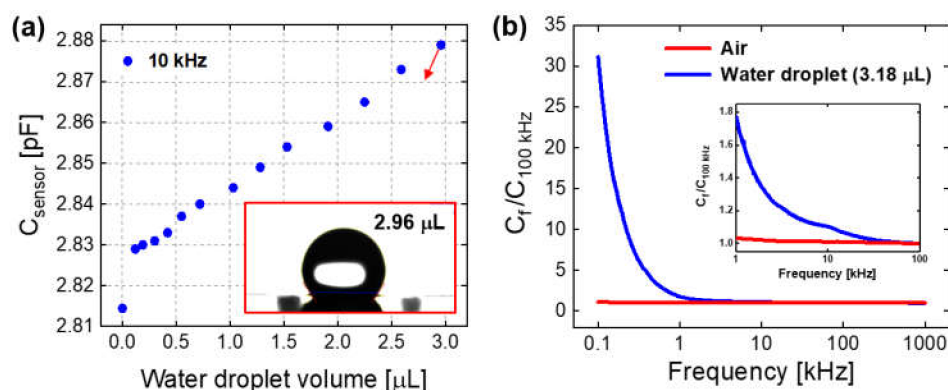 (a)
2.88
2.87
2.86
2.85
2.84
2.83
2.82
2.81
C_sensor [pF]
10 kHz
2.96 μL
0.0 0.5 1.0 1.5 2.0 2.5 3.0
Water droplet volume [μL]
(b)
35
30
25
20
15
10
5
0
C_f/C_100 kHz
Air
Water droplet (3.18 μL)
1.8
1.6
1.4
1.2
1.0
C_f/C_100 kHz
1 10 100
Frequency [kHz]
0.1 1 10 100 1000
Frequency [kHz]